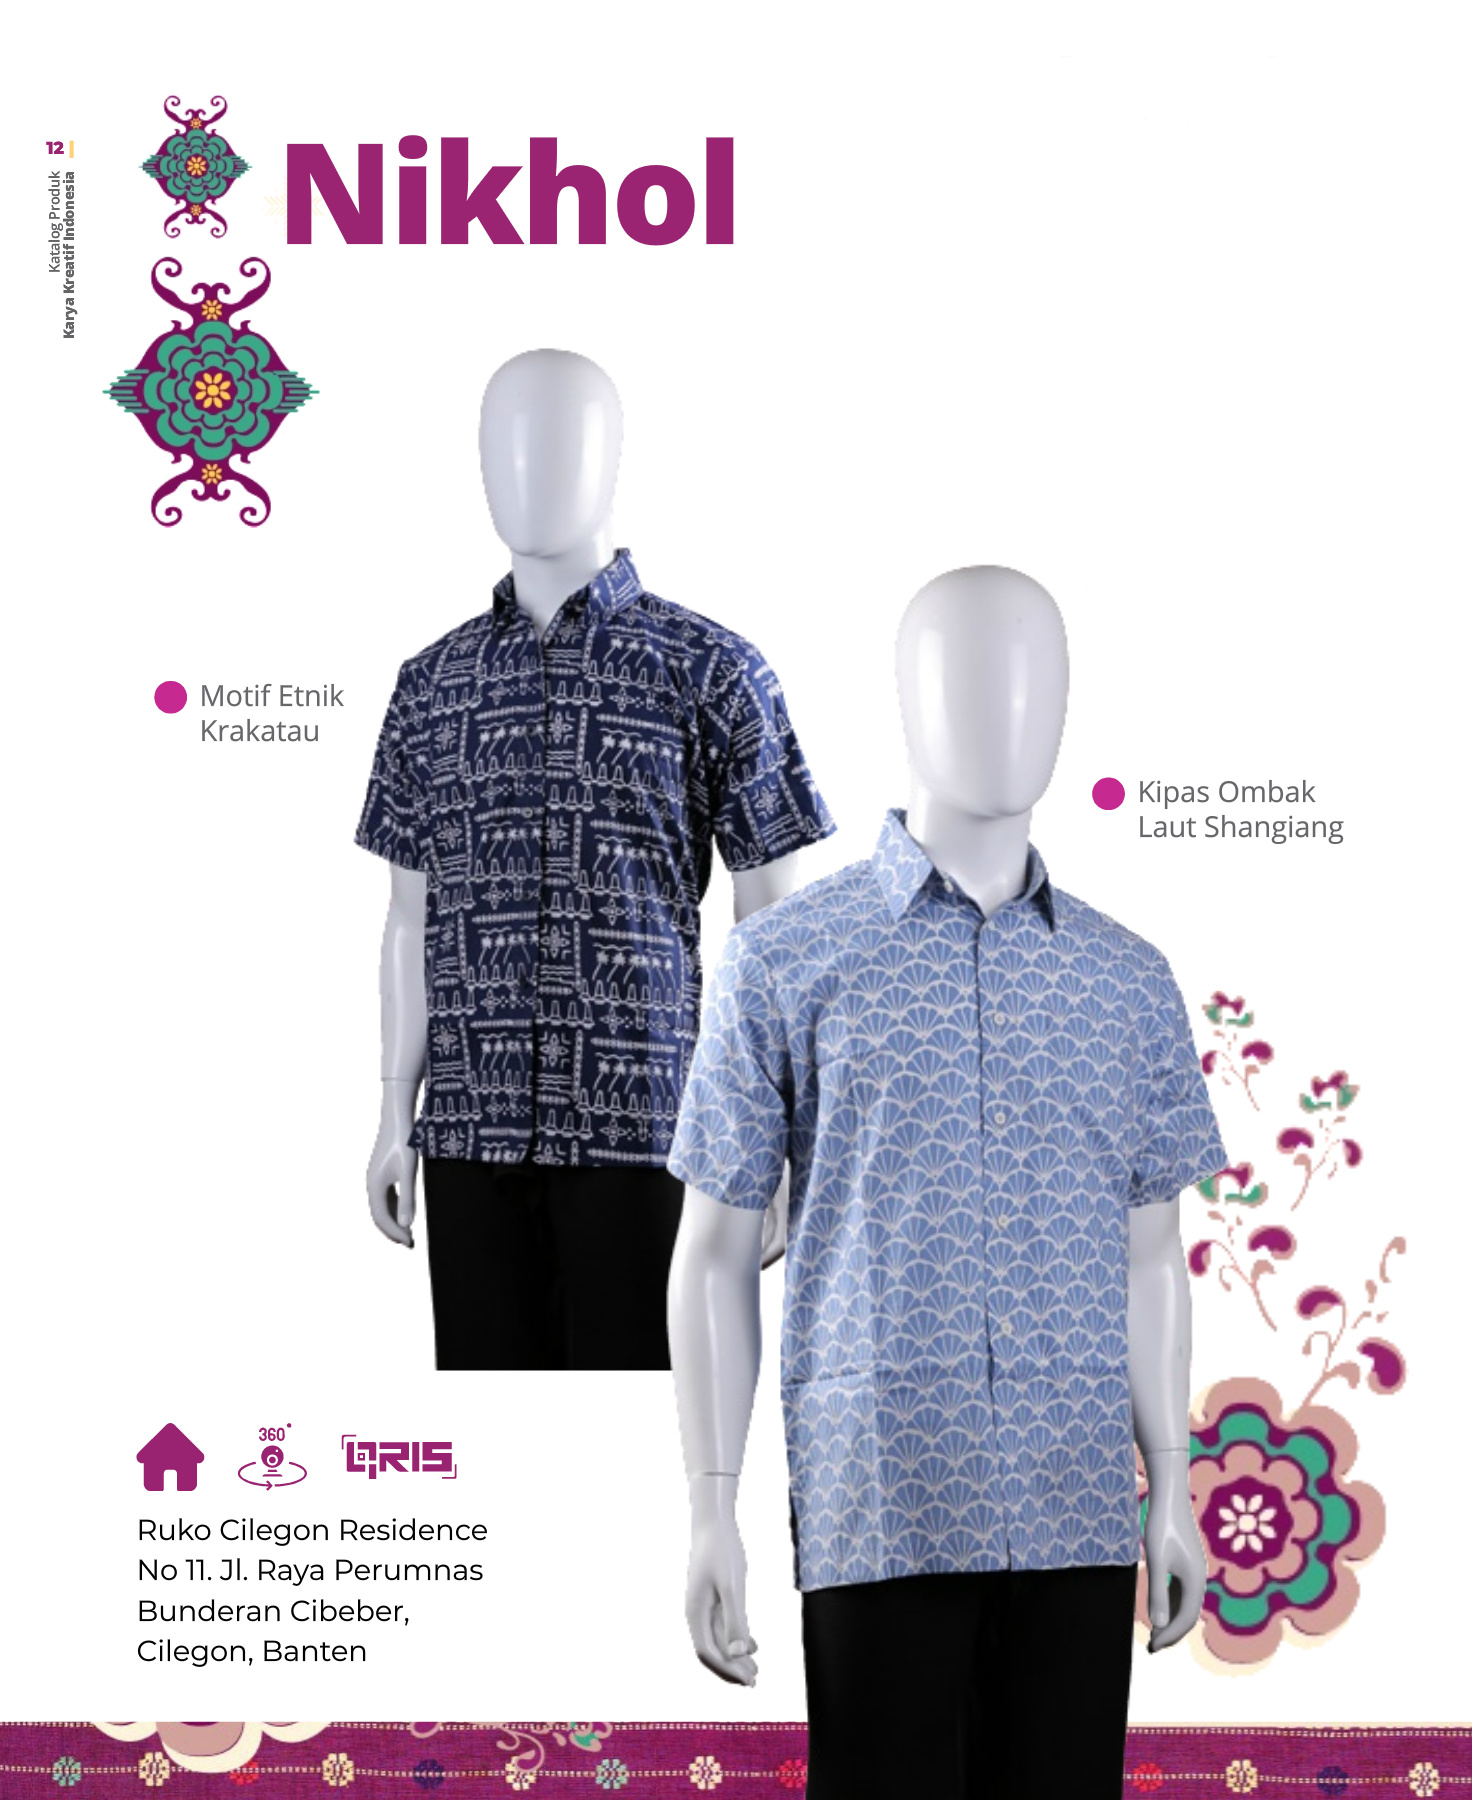 12
Katalog Produk
Karya Kreatif Indonesia
Nikhol
Motif Etnik
Krakatau
Kipas Ombak
Laut Shangiang
360°
QRIS
Ruko Cilegon Residence
No 11. Jl. Raya Perumnas
Bunderan Cibeber,
Cilegon, Banten